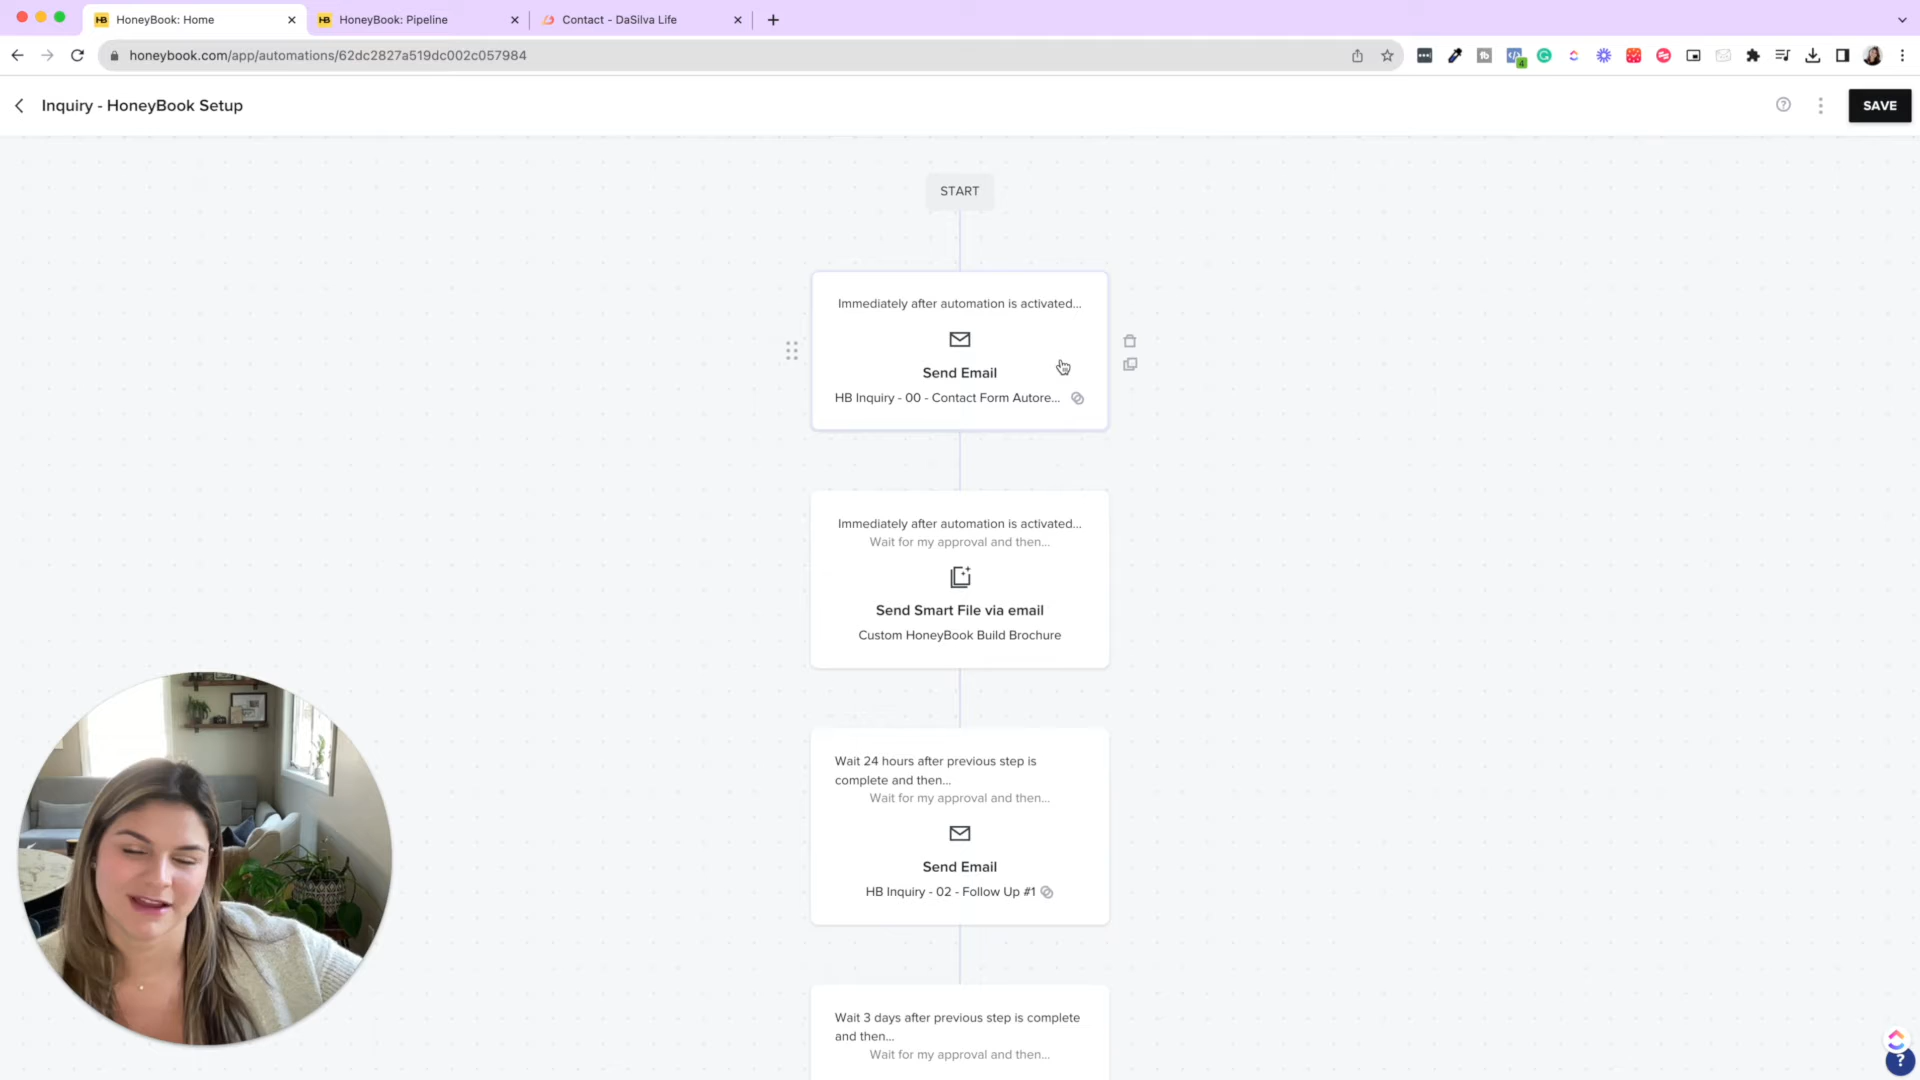 HB HoneyBook: Home
HB HoneyBook: Pipeline
Contact - DaSilva Life
honeybook.com/app/automations/62dc2827a519dc002c057984
4
Inquiry - HoneyBook Setup
SAVE
START
Immediately after automation is activated...
Send Email
HB Inquiry - 00 - Contact Form Autore...
Immediately after automation is activated...
Wait for my approval and then...
Send Smart File via email
Custom HoneyBook Build Brochure
Wait 24 hours after previous step is
complete and then...
Wait for my approval and then...
Send Email
HB Inquiry - 02 - Follow Up #1
Wait 3 days after previous step is complete
and then...
Wait for my approval and then...